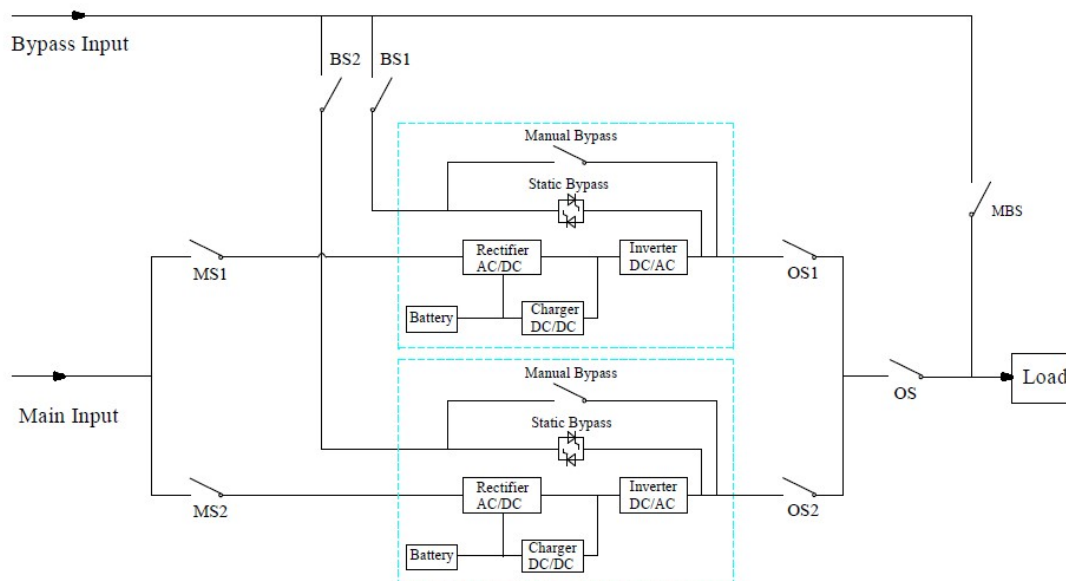 Bypass Input
BS2
BS1
Manual Bypass
Static Bypass
MBS
Rectifier
AC/DC
Inverter
DC/AC
MS1
OS1
Battery
Charger
DC/DC
Manual Bypass
Load
OS
Main Input
Static Bypass
Rectifier
AC/DC
Inverter
DC/AC
MS2
OS2
Battery
Charger
DC/DC